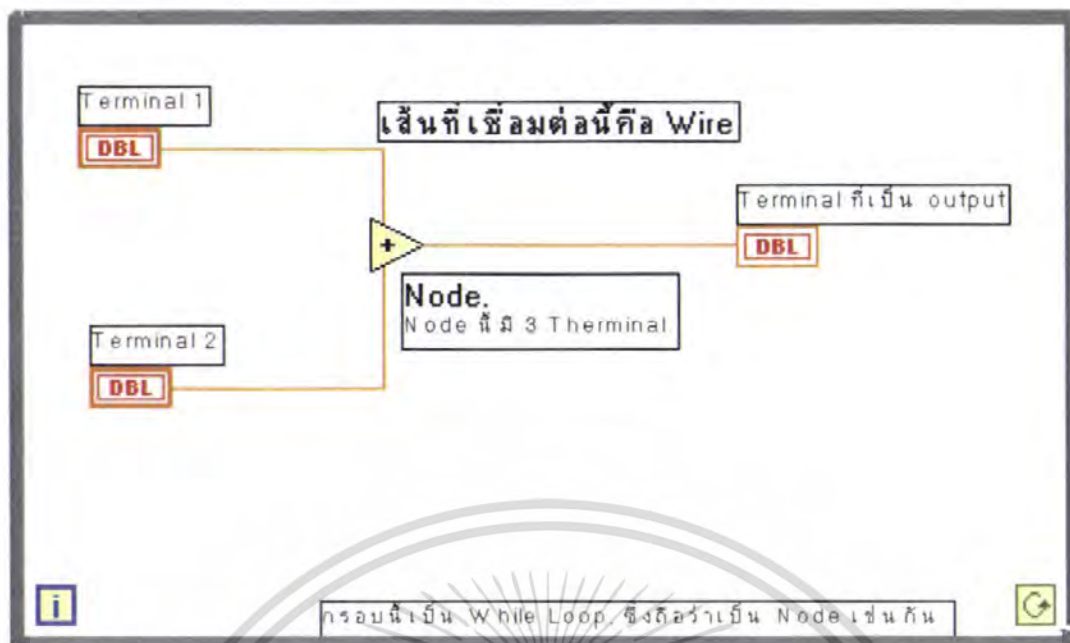 Terminal 1
DBL
เส้นที่เชื่อมต่อนี้คือ Wire
Terminal ที่เป็น output
DBL
+
Node.
Node นี้มี 3 Therminal
Terminal 2
DBL
i
กรอบนี้เป็น While Loop. ซึ่งถือว่าเป็น Node เช่นกัน